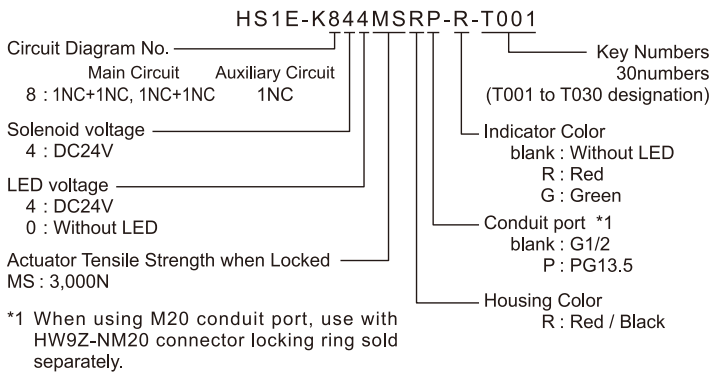 HS1E-K844MSRP-R-T001
Circuit Diagram No.
Main Circuit Auxiliary Circuit
8 : 1NC+1NC, 1NC+1NC 1NC
Solenoid voltage
4 : DC24V
LED voltage
4 : DC24V
0 : Without LED
Actuator Tensile Strength when Locked
MS : 3,000N
*1 When using M20 conduit port, use with
HW9Z-NM20 connector locking ring sold
separately.
Key Numbers
30numbers
(T001 to T030 designation)
Indicator Color
blank : Without LED
R : Red
G : Green
Conduit port *1
blank : G1/2
P : PG13.5
Housing Color
R : Red / Black